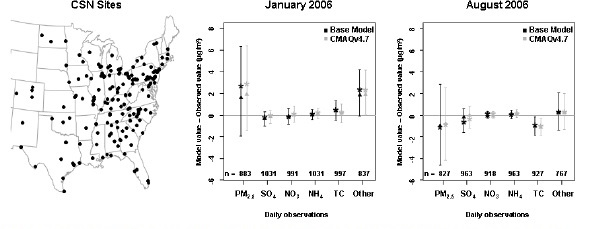 CSN Sites
January 2006
August 2006
Model value − Observed value (µg/m³)
8
6
4
2
0
-2
-4
-6
Base Model
CMAQv4.7
n = 883 1031 991 1031 997 837
PM2.5 SO4 NO3 NH4 TC Other
Daily observations
Model value − Observed value (µg/m³)
8
6
4
2
0
-2
-4
-6
Base Model
CMAQv4.7
n = 827 963 918 963 927 767
PM2.5 SO4 NO3 NH4 TC Other
Daily observations